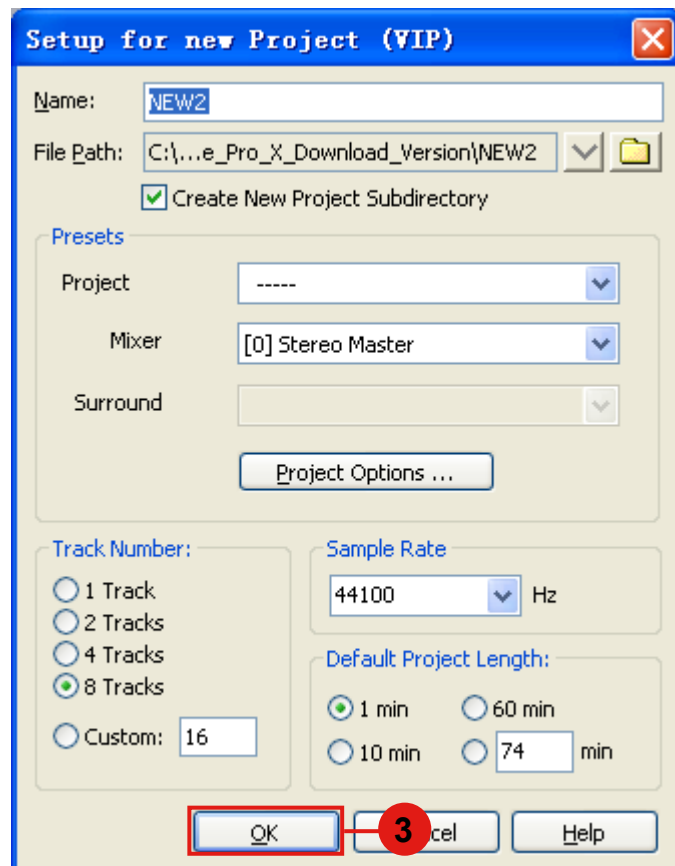 Setup for new Project (VIP)
Name: NEW2
File Path: C:\...e_Pro_X_Download_Version\NEW2
Create New Project Subdirectory
Presets
Project -----
Mixer [0] Stereo Master
Surround
Project Options ...
Track Number:
1 Track
2 Tracks
4 Tracks
8 Tracks
Custom: 16
Sample Rate
44100 Hz
Default Project Length:
1 min 60 min
10 min 74 min
OK 3 cel Help